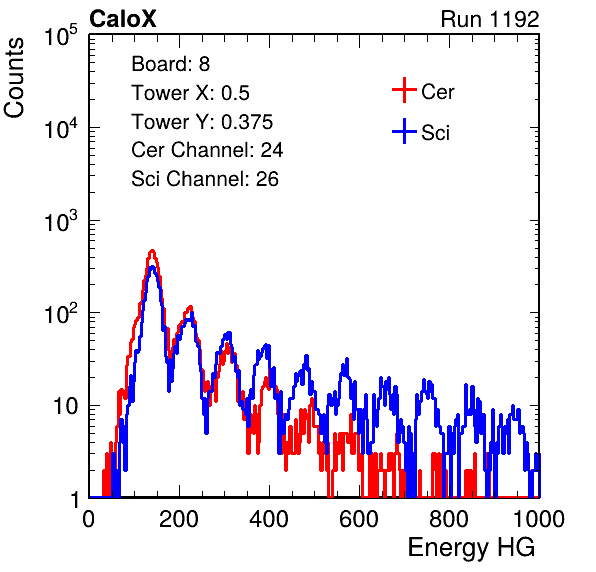 CaloX Run 1192
Counts
Board: 8
Tower X: 0.5
Tower Y: 0.375
Cer Channel: 24
Sci Channel: 26
Cer
Sci
10^5
10^4
10^3
10^2
10
1
0 200 400 600 800 1000
Energy HG